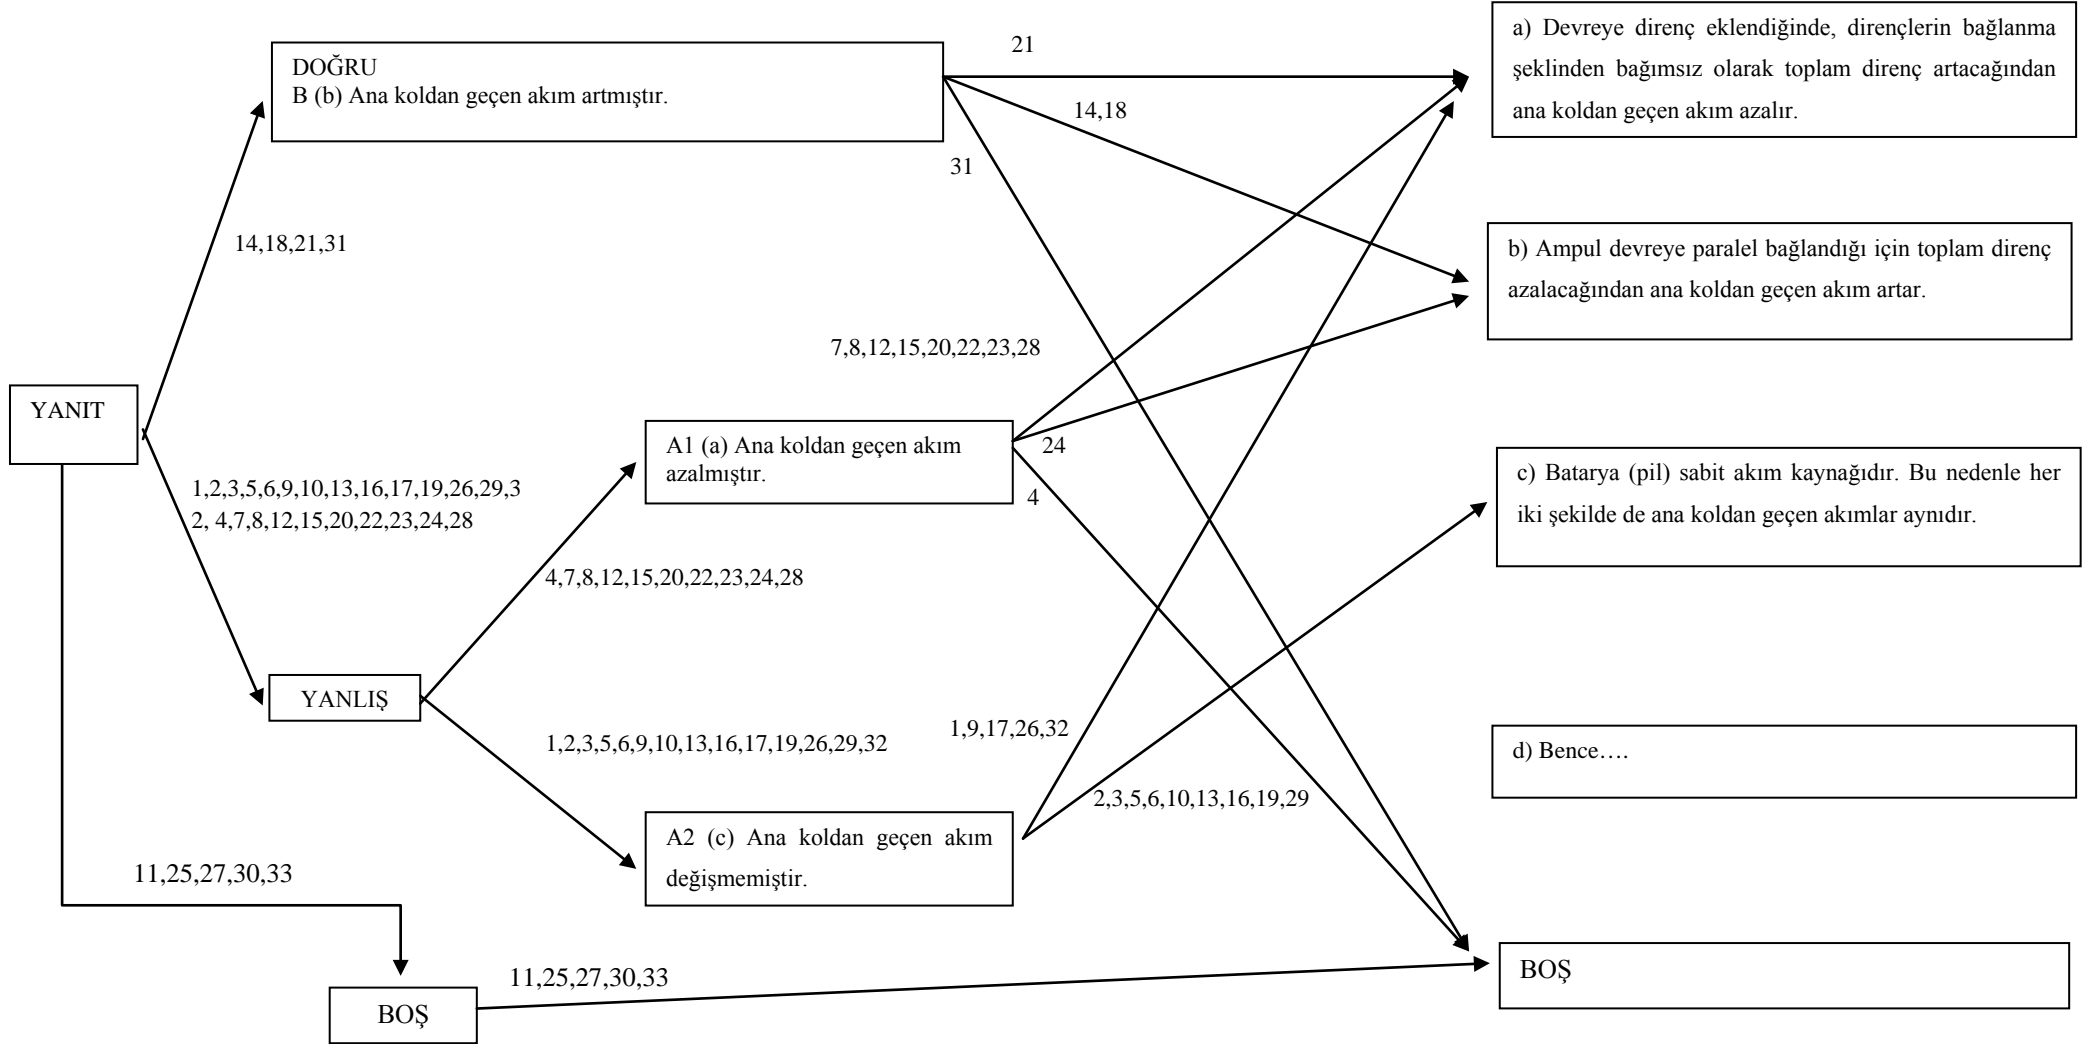 21
a) Devreye direnç eklendiğinde, dirençlerin bağlanma
şeklinden bağımsız olarak toplam direnç artacağından
ana koldan geçen akım azalır.
DOĞRU
B (b) Ana koldan geçen akım artmıştır.
14,18
31
14,18,21,31
b) Ampul devreye paralel bağlandığı için toplam direnç
azalacağından ana koldan geçen akım artar.
7,8,12,15,20,22,23,28
YANIT
A1 (a) Ana koldan geçen akım
azalmıştır.
24
4
c) Batarya (pil) sabit akım kaynağıdır. Bu nedenle her
iki şekilde de ana koldan geçen akımlar aynıdır.
1,2,3,5,6,9,10,13,16,17,19,26,29,3
2, 4,7,8,12,15,20,22,23,24,28
4,7,8,12,15,20,22,23,24,28
YANLIŞ
1,2,3,5,6,9,10,13,16,17,19,26,29,32
1,9,17,26,32
d) Bence….
2,3,5,6,10,13,16,19,29
A2 (c) Ana koldan geçen akım
değişmemiştir.
11,25,27,30,33
11,25,27,30,33
BOŞ
BOŞ